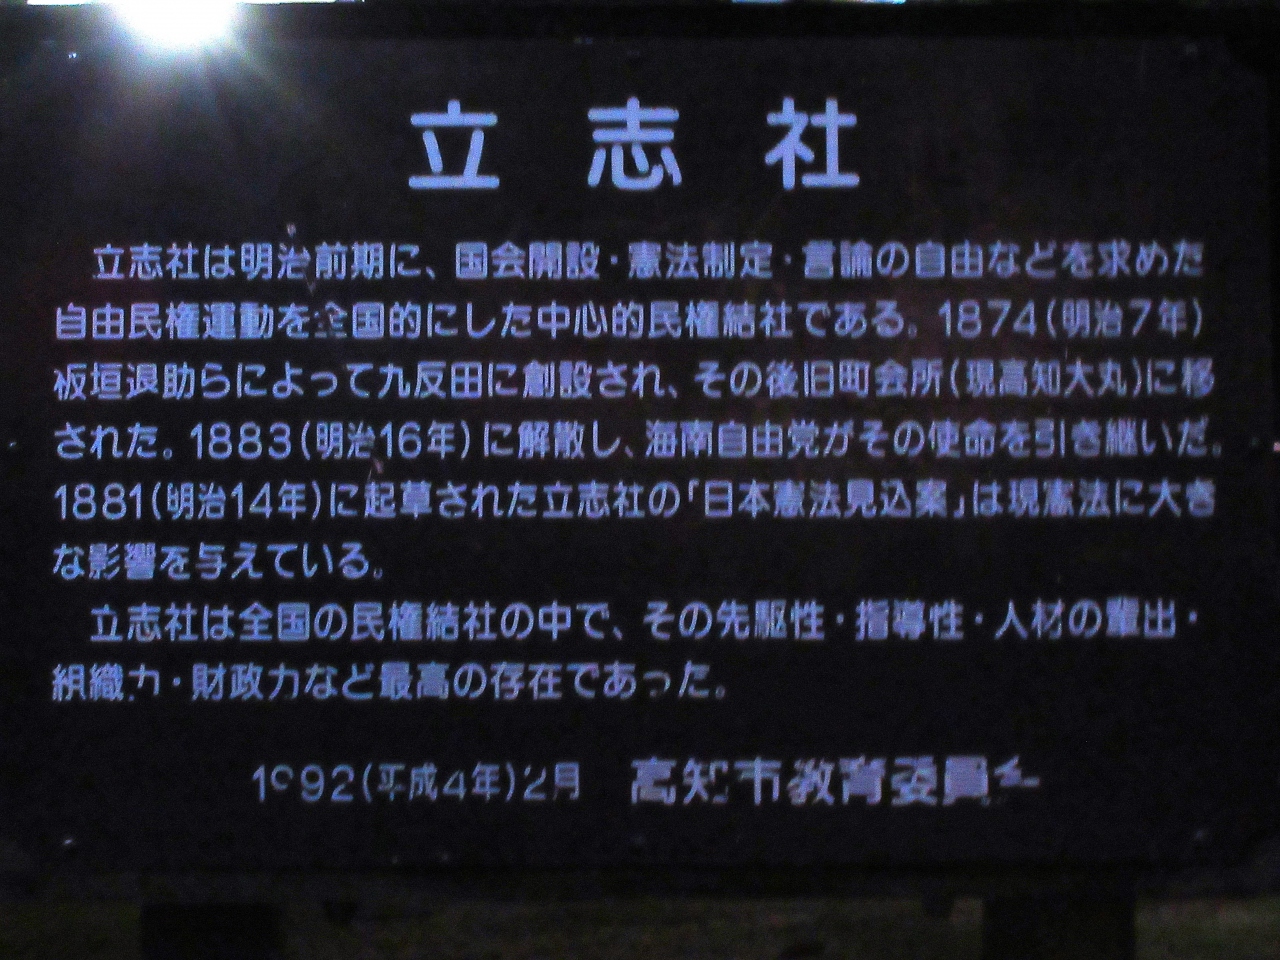 立志社
立志社は明治前期に、国会開設・憲法制定・言論の自由などを求めた
自由民権運動を全国的にした中心的民権結社である。1874(明治7年)
板垣退助らによって九反田に創設され、その後旧町会所(現高知大丸)に移
された。1883(明治16年)に解散し、海南自由党がその使命を引き継いだ。
1881(明治14年)に起草された立志社の「日本憲法見込案」は現憲法に大き
な影響を与えている。
立志社は全国の民権結社の中で、その先駆性・指導性・人材の輩出・
組織力・財政力など最高の存在であった。
1992(平成4年)2月 高知市教育委員会